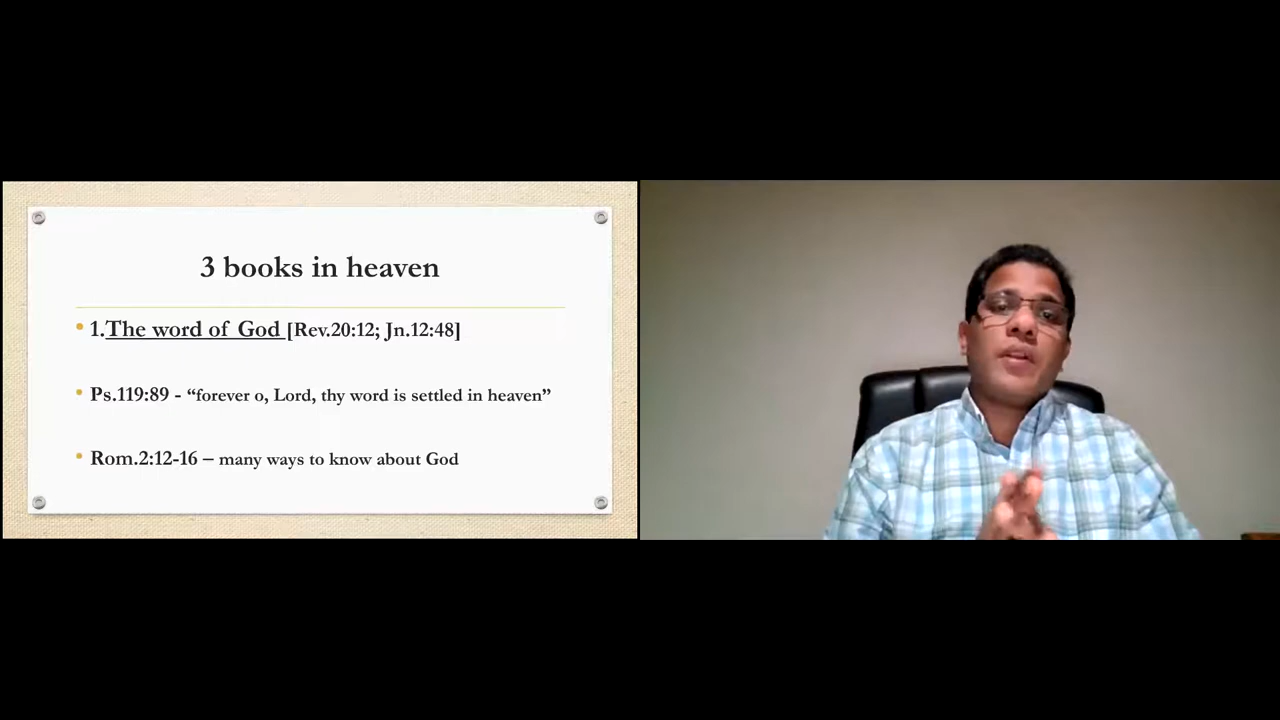 3 books in heaven
1.The word of God [Rev.20:12; Jn.12:48]
Ps.119:89 - “forever o, Lord, thy word is settled in heaven”
Rom.2:12-16 – many ways to know about God